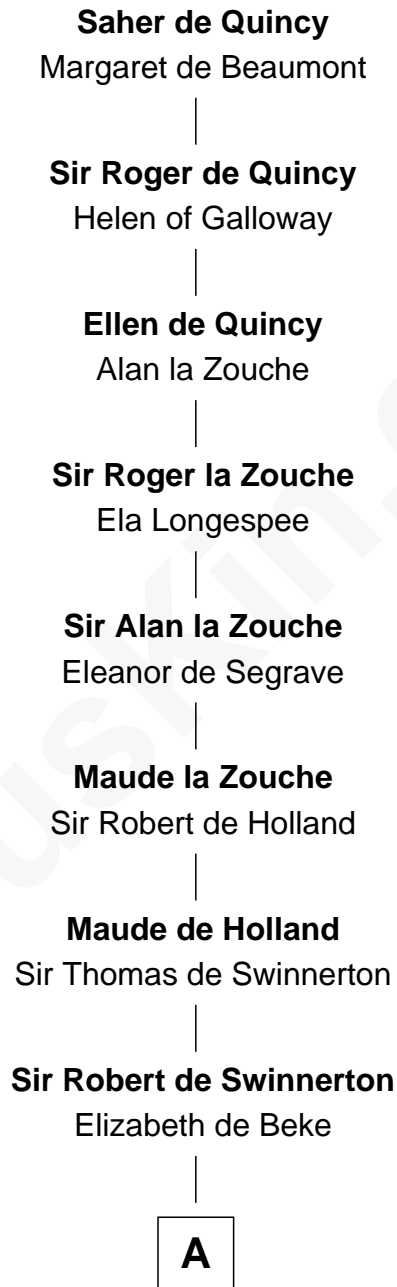 Saher de Quincy
Margaret de Beaumont
Sir Roger de Quincy
Helen of Galloway
Ellen de Quincy
Alan la Zouche
Sir Roger la Zouche
Ela Longespee
Sir Alan la Zouche
Eleanor de Segrave
Maude la Zouche
Sir Robert de Holland
Maude de Holland
Sir Thomas de Swinnerton
Sir Robert de Swinnerton
Elizabeth de Beke
A